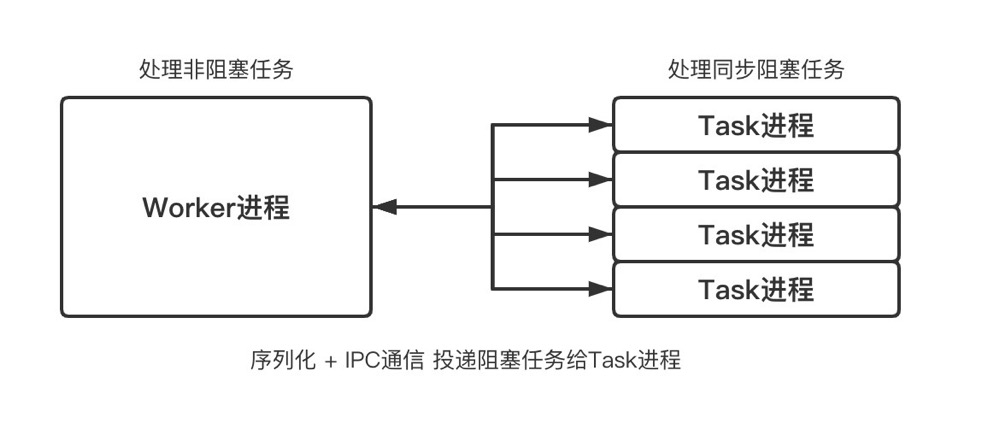 处理非阻塞任务
处理同步阻塞任务
Worker进程
Task进程
Task进程
Task进程
Task进程
序列化 + IPC通信 投递阻塞任务给Task进程